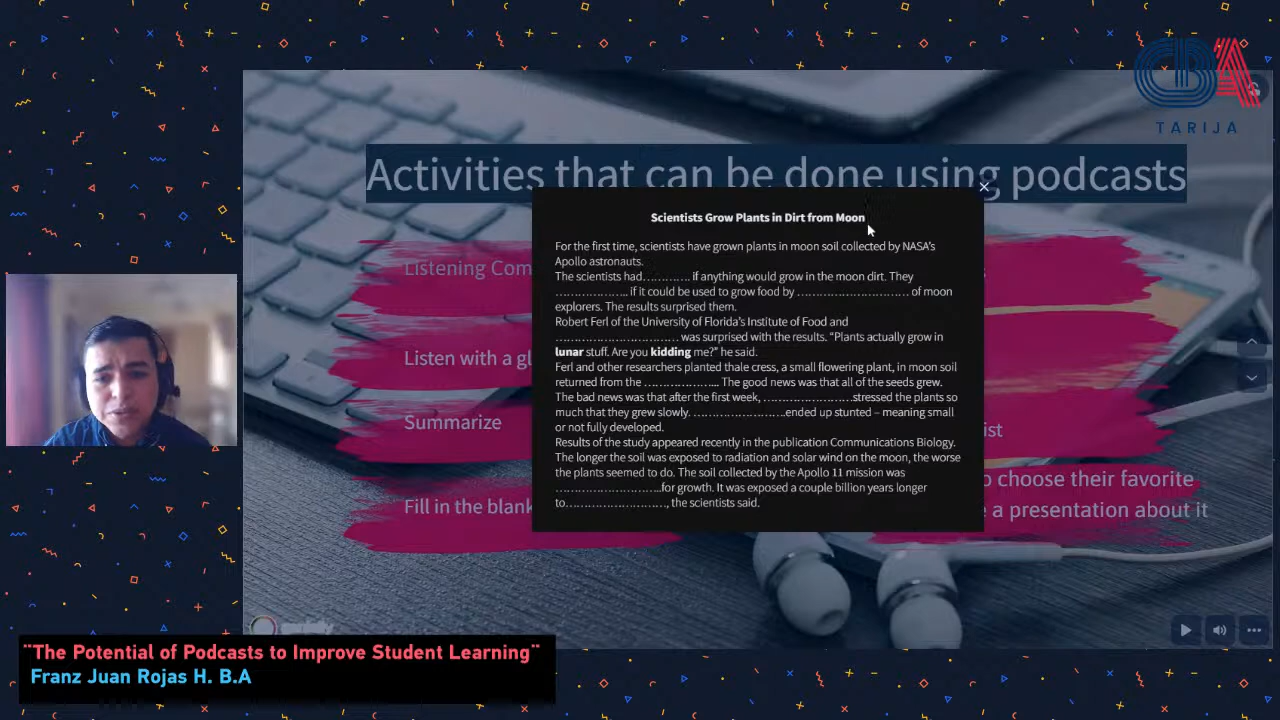 CBA
TARIJA
Activities that can be done using podcasts
Scientists Grow Plants in Dirt from Moon
For the first time, scientists have grown plants in moon soil collected by NASA's
Apollo astronauts.
The scientists had………… if anything would grow in the moon dirt. They
……………….. if it could be used to grow food by ………………………… of moon
explorers. The results surprised them.
Robert Ferl of the University of Florida's Institute of Food and
…………………………… was surprised with the results. “Plants actually grow in
lunar stuff. Are you kidding me?” he said.
Ferl and other researchers planted thale cress, a small flowering plant, in moon soil
returned from the ………………... The good news was that all of the seeds grew.
The bad news was that after the first week, ……………………stressed the plants so
much that they grew slowly. ……………………ended up stunted – meaning small
or not fully developed.
Results of the study appeared recently in the publication Communications Biology.
The longer the soil was exposed to radiation and solar wind on the moon, the worse
the plants seemed to do. The soil collected by the Apollo 11 mission was
………………………..for growth. It was exposed a couple billion years longer
to………………………, the scientists said.
Listening Com
Listen with a gl
Summarize
Fill in the blank
ist
o choose their favorite
e a presentation about it
"The Potential of Podcasts to Improve Student Learning"
Franz Juan Rojas H. B.A